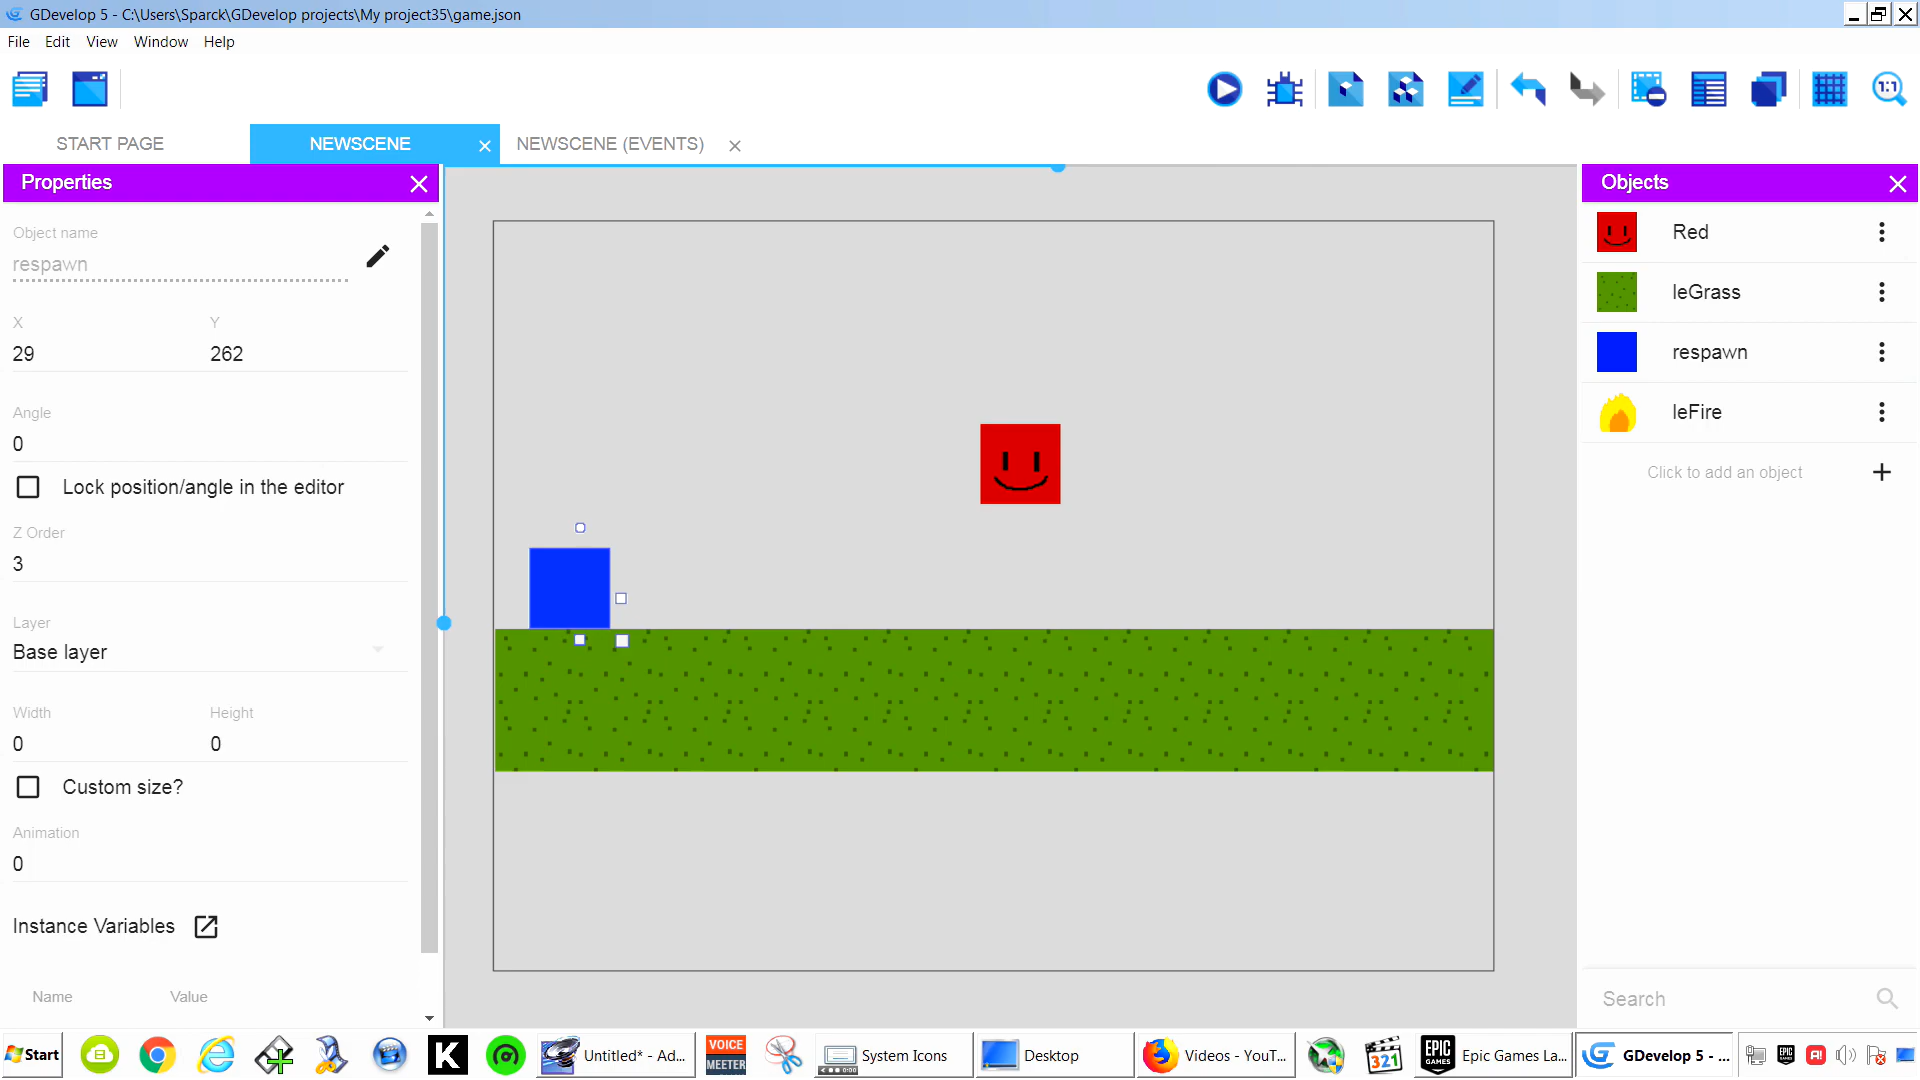 GDevelop 5 - C:\Users\Sparck\GDevelop projects\My project35\game.json
File Edit View Window Help
1:1
START PAGE
NEWSCENE
NEWSCENE (EVENTS)
Properties
Object name
respawn
X Y
29 262
Angle
0
Lock position/angle in the editor
Z Order
3
Layer
Base layer
Width Height
0 0
Custom size?
Animation
0
Instance Variables
Name Value
Objects
Red
leGrass
respawn
leFire
Click to add an object
Search
Start
K
Untitled* - Ad...
VOICE
MEETER
System Icons
Desktop
Videos - YouT...
321
EPIC
GAMES
Epic Games La...
GDevelop 5 - ...